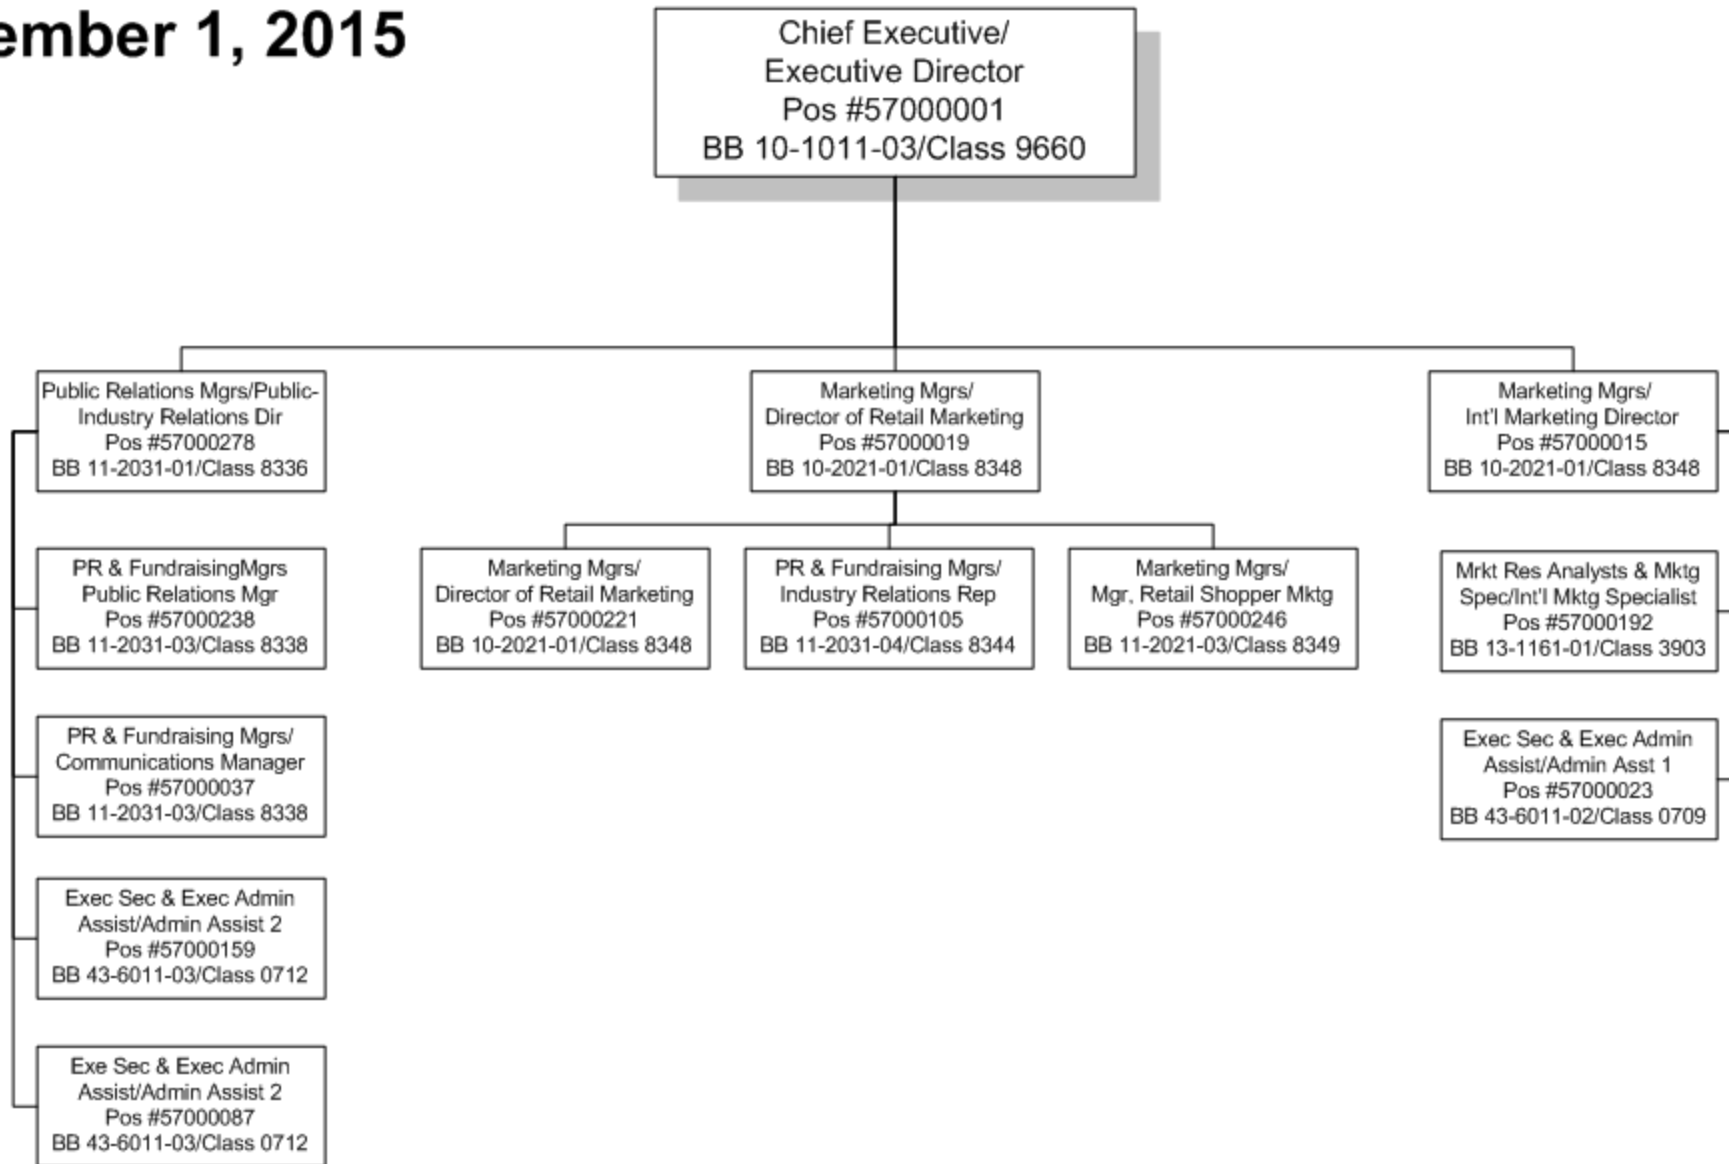 ember 1, 2015
Chief Executive/
Executive Director
Pos #57000001
BB 10-1011-03/Class 9660
Public Relations Mgrs/Public-
Industry Relations Dir
Pos #57000278
BB 11-2031-01/Class 8336
Marketing Mgrs/
Director of Retail Marketing
Pos #57000019
BB 10-2021-01/Class 8348
Marketing Mgrs/
Int'l Marketing Director
Pos #57000015
BB 10-2021-01/Class 8348
PR & FundraisingMgrs
Public Relations Mgr
Pos #57000238
BB 11-2031-03/Class 8338
Marketing Mgrs/
Director of Retail Marketing
Pos #57000221
BB 10-2021-01/Class 8348
PR & Fundraising Mgrs/
Industry Relations Rep
Pos #57000105
BB 11-2031-04/Class 8344
Marketing Mgrs/
Mgr, Retail Shopper Mktg
Pos #57000246
BB 11-2021-03/Class 8349
Mrkt Res Analysts & Mktg
Spec/Int'l Mktg Specialist
Pos #57000192
BB 13-1161-01/Class 3903
PR & Fundraising Mgrs/
Communications Manager
Pos #57000037
BB 11-2031-03/Class 8338
Exec Sec & Exec Admin
Assist/Admin Asst 1
Pos #57000023
BB 43-6011-02/Class 0709
Exec Sec & Exec Admin
Assist/Admin Assist 2
Pos #57000159
BB 43-6011-03/Class 0712
Exe Sec & Exec Admin
Assist/Admin Assist 2
Pos #57000087
BB 43-6011-03/Class 0712